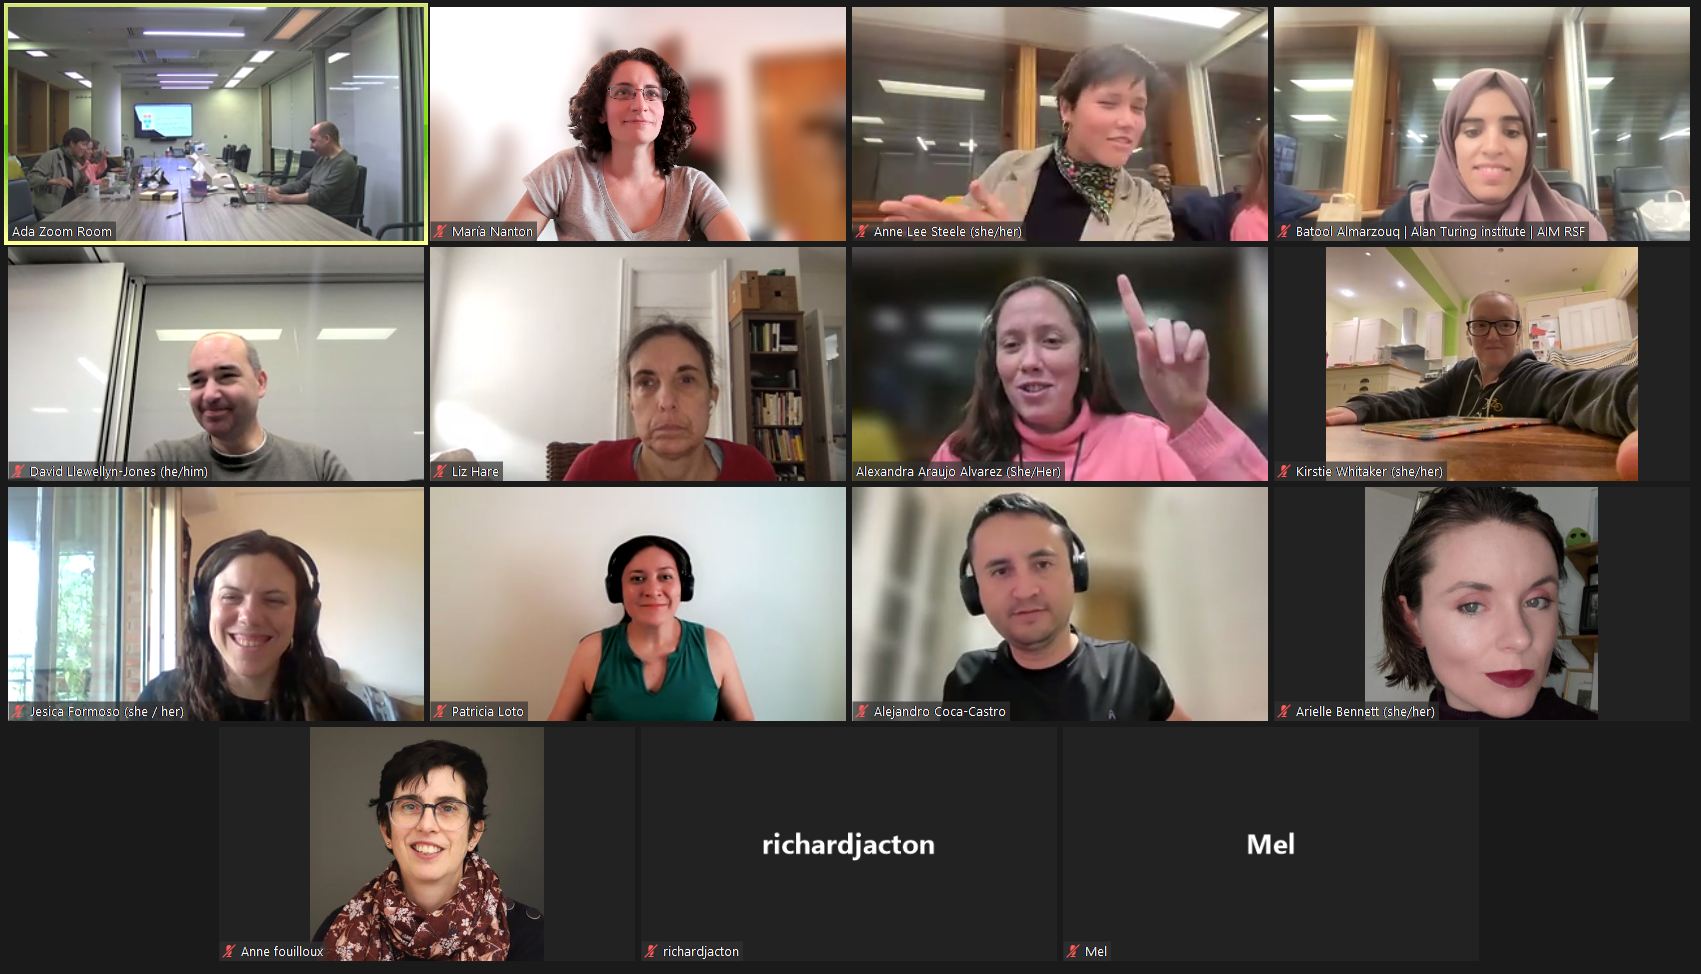 Ada Zoom Room
María Nanton
Anne Lee Steele (she/her)
Batool Almarzouq | Alan Turing institute | AIM RSF
David Llewellyn-Jones (he/him)
Liz Hare
Alexandra Araujo Alvarez (She/Her)
Kirstie Whitaker (she/her)
Jesica Formoso (she / her)
Patricia Loto
Alejandro Coca-Castro
Arielle Bennett (she/her)
Anne fouilloux
richardjacton
richardjacton
Mel
Mel